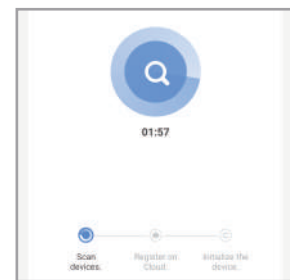 01:57
Scan
devices.
Register on
Cloud.
Initialize the
device.